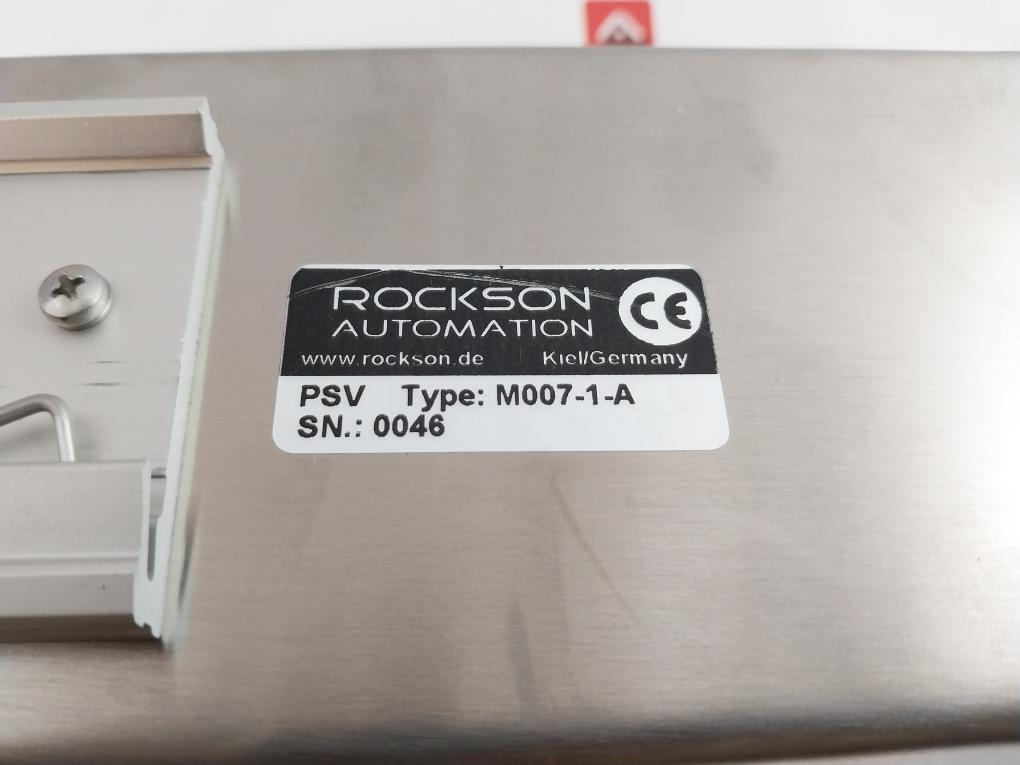 ROCKSON
AUTOMATION
CE
www.rockson.de Kiel/Germany
PSV Type: M007-1-A
SN.: 0046